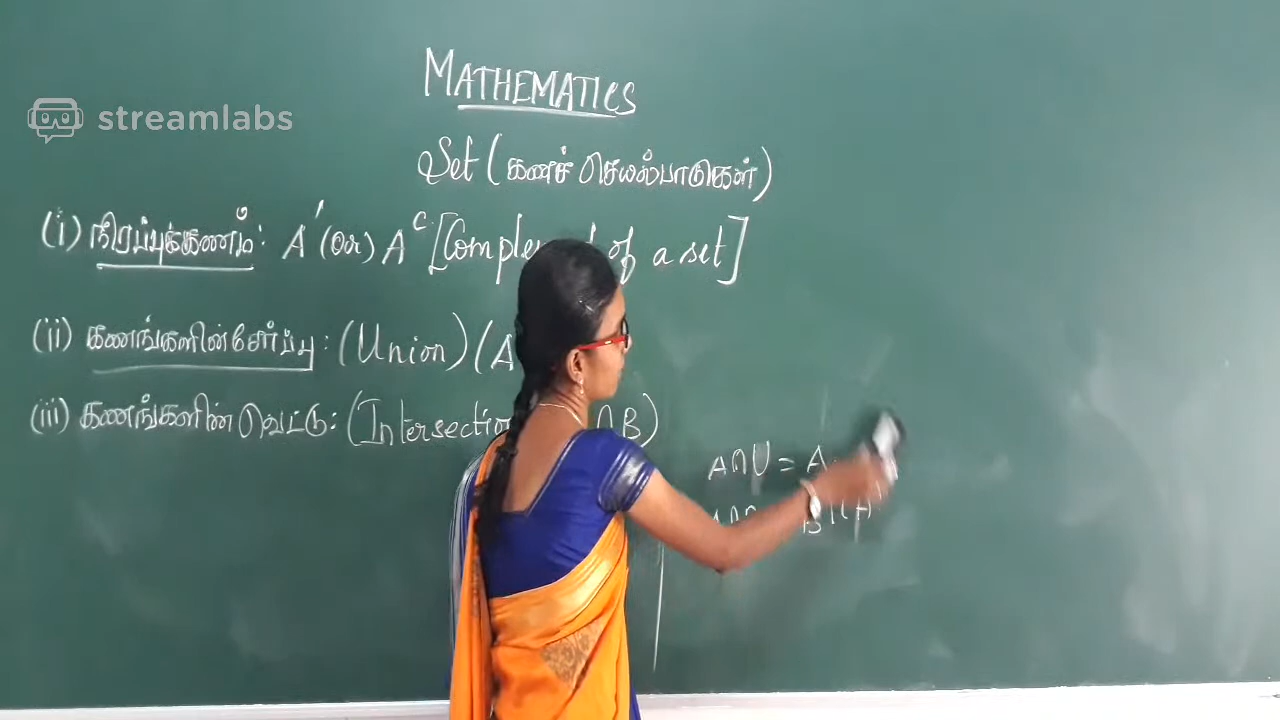 MATHEMATICS
streamlabs
Set (கணச் செயல்பாடுகள்)
(i) நிரப்புக்கணம்: A' (or) Aᶜ [Complement of a set]
(ii) கணங்களின் சேர்ப்பு: (Union) (A
(iii) கணங்களின் வெட்டு: (Intersection ∩B)
A∩U = A